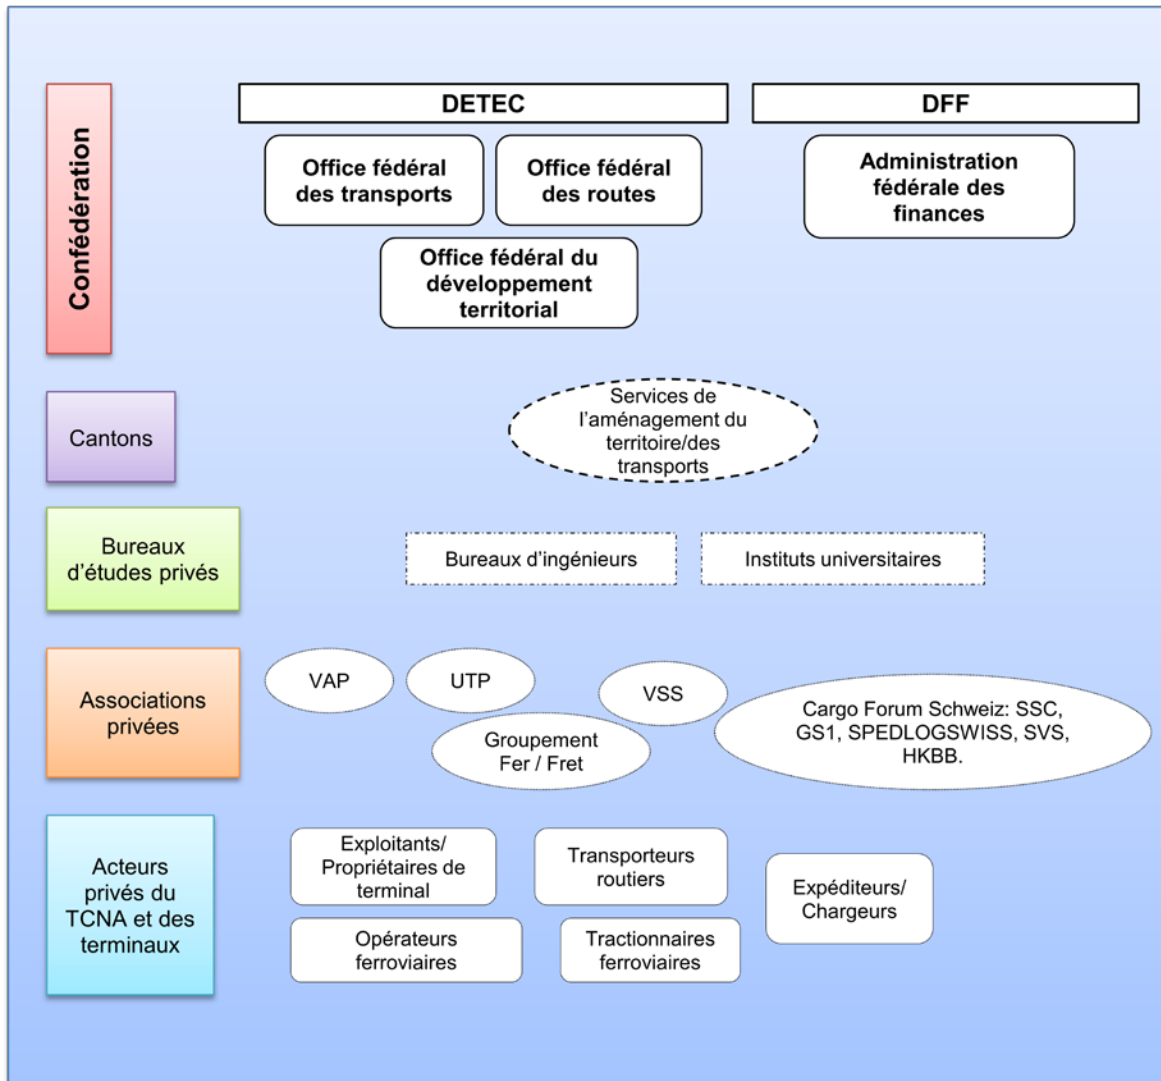 Confédération
DETEC
DFF
Office fédéral
des transports
Office fédéral
des routes
Administration
fédérale des
finances
Office fédéral du
développement
territorial
Cantons
Services de
l'aménagement du
territoire/des
transports
Bureaux
d'études privés
Bureaux d'ingénieurs
Instituts universitaires
Associations
privées
VAP
UTP
VSS
Groupement
Fer / Fret
Cargo Forum Schweiz: SSC,
GS1, SPEDLOGSWISS, SVS,
HKBB.
Acteurs
privés du
TCNA et des
terminaux
Exploitants/
Propriétaires de
terminal
Transporteurs
routiers
Expéditeurs/
Chargeurs
Opérateurs
ferroviaires
Tractionnaires
ferroviaires